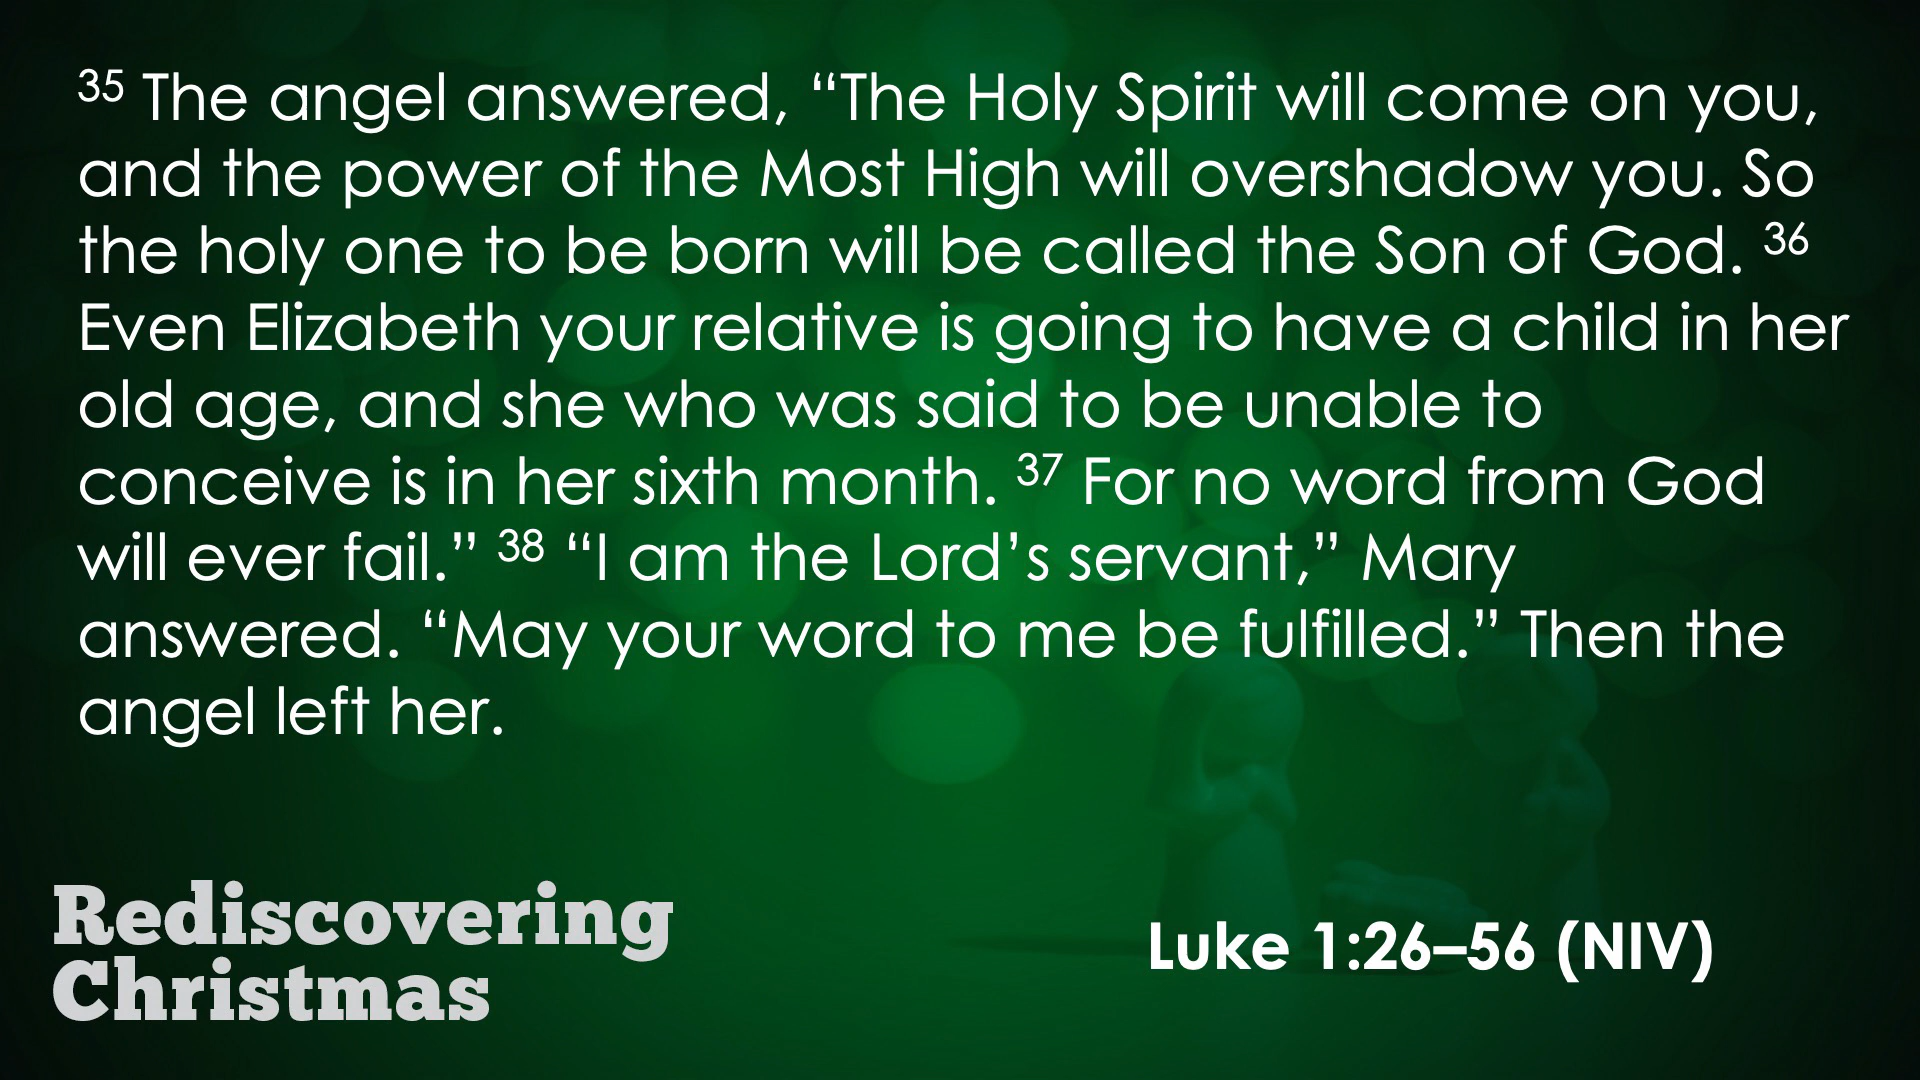 35 The angel answered, “The Holy Spirit will come on you,
and the power of the Most High will overshadow you. So
the holy one to be born will be called the Son of God. 36
Even Elizabeth your relative is going to have a child in her
old age, and she who was said to be unable to
conceive is in her sixth month. 37 For no word from God
will ever fail.” 38 “I am the Lord’s servant,” Mary
answered. “May your word to me be fulfilled.” Then the
angel left her.
Rediscovering
Christmas
Luke 1:26–56 (NIV)